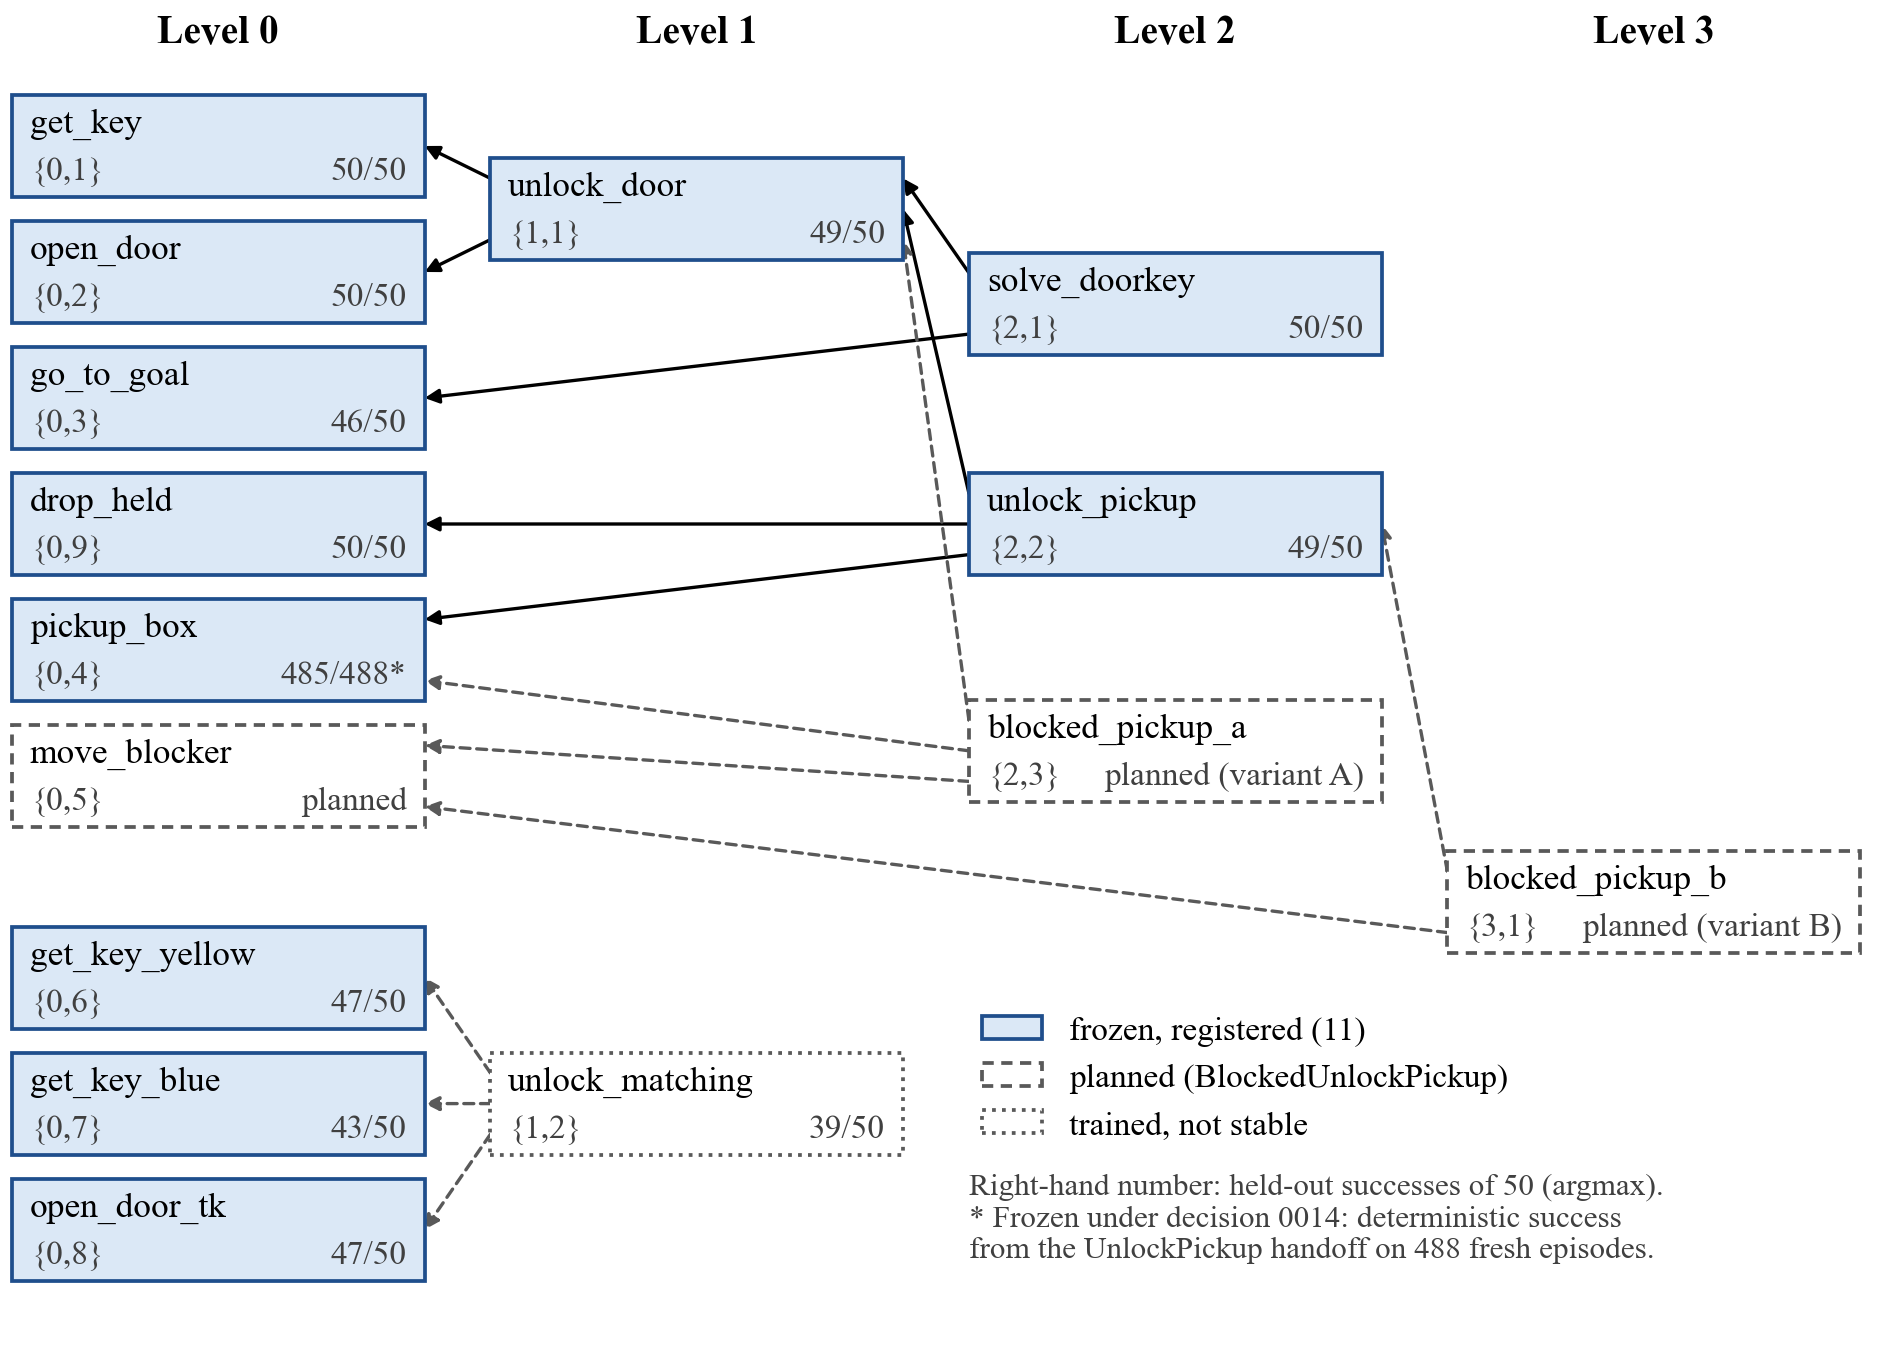 Level 0
Level 1
Level 2
Level 3
get_key
{0,1} 50/50
open_door
{0,2} 50/50
go_to_goal
{0,3} 46/50
drop_held
{0,9} 50/50
pickup_box
{0,4} 485/488*
move_blocker
{0,5} planned
get_key_yellow
{0,6} 47/50
get_key_blue
{0,7} 43/50
open_door_tk
{0,8} 47/50
unlock_door
{1,1} 49/50
unlock_matching
{1,2} 39/50
solve_doorkey
{2,1} 50/50
unlock_pickup
{2,2} 49/50
blocked_pickup_a
{2,3} planned (variant A)
blocked_pickup_b
{3,1} planned (variant B)
frozen, registered (11)
planned (BlockedUnlockPickup)
trained, not stable
Right-hand number: held-out successes of 50 (argmax).
* Frozen under decision 0014: deterministic success
from the UnlockPickup handoff on 488 fresh episodes.